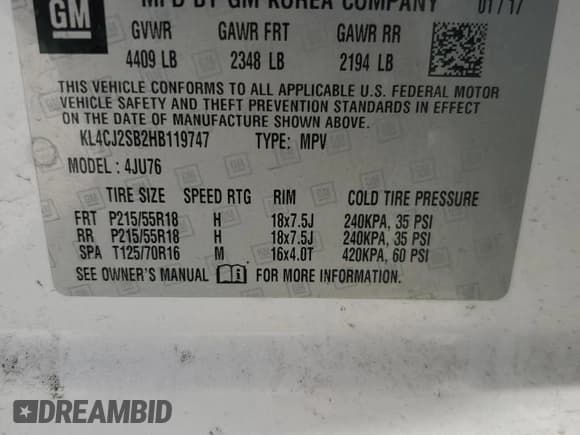 GM
MFD BY GM KOREA COMPANY 01/17
GVWR GAWR FRT GAWR RR
4409 LB 2348 LB 2194 LB
THIS VEHICLE CONFORMS TO ALL APPLICABLE U.S. FEDERAL MOTOR
VEHICLE SAFETY AND THEFT PREVENTION STANDARDS IN EFFECT
ON THE DATE OF MANUFACTURE SHOWN ABOVE.
KL4CJ2SB2HB119747 TYPE: MPV
MODEL : 4JU76
TIRE SIZE SPEED RTG RIM COLD TIRE PRESSURE
FRT P215/55R18 H 18x7.5J 240KPA, 35 PSI
RR P215/55R18 H 18x7.5J 240KPA, 35 PSI
SPA T125/70R16 M 16x4.0T 420KPA, 60 PSI
SEE OWNER'S MANUAL FOR MORE INFORMATION.
DREAMBID